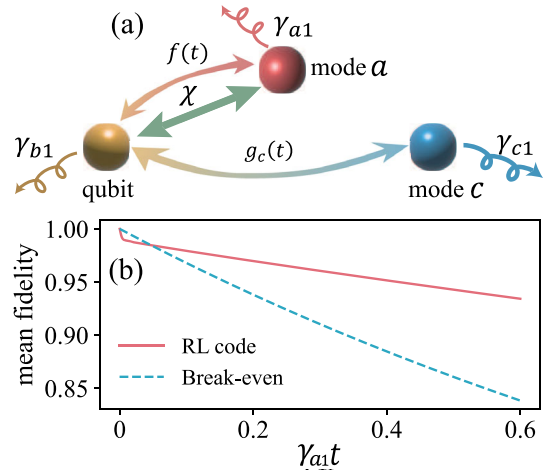 (a)
γa1
f(t)
mode a
χ
gc(t)
γb1
γc1
qubit
mode c
mean fidelity
1.00
0.95
0.90
0.85
(b)
RL code
Break-even
0 0.2 0.4 0.6
γa1t